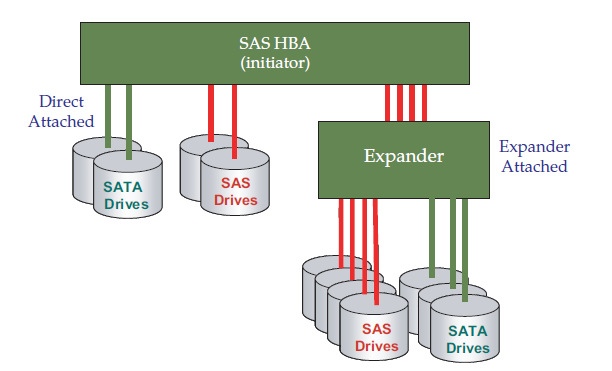 SAS HBA
(initiator)
Direct
Attached
Expander
Expander
Attached
SATA
Drives
SAS
Drives
SAS
Drives
SATA
Drives